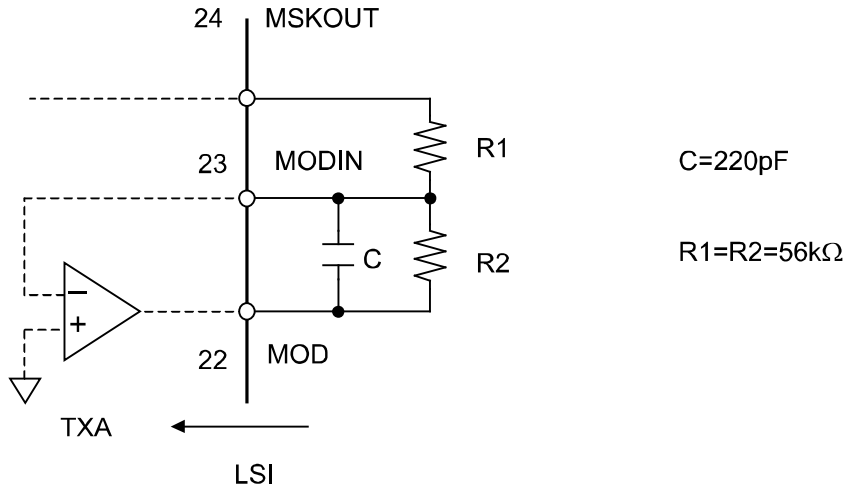 24 MSKOUT
R1
23 MODIN
C=220pF
C
R2
R1=R2=56kΩ
−
+
22 MOD
TXA
LSI